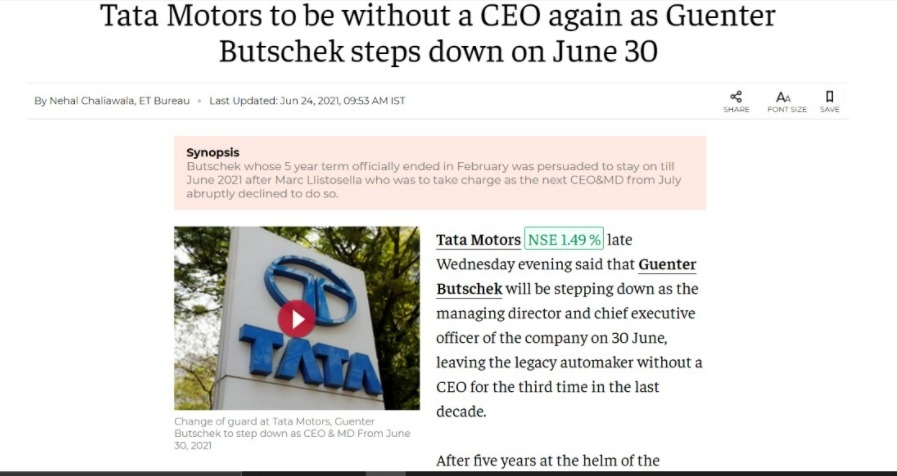 Tata Motors to be without a CEO again as Guenter
Butschek steps down on June 30
By Nehal Chaliawala, ET Bureau • Last Updated: Jun 24, 2021, 09:53 AM IST
SHARE
AA
FONT SIZE
SAVE
Synopsis
Butschek whose 5 year term officially ended in February was persuaded to stay on till
June 2021 after Marc Llistosella who was to take charge as the next CEO&MD from July
abruptly declined to do so.
TATA
Change of guard at Tata Motors, Guenter
Butschek to step down as CEO & MD From June
30, 2021
Tata Motors NSE 1.49 % late
Wednesday evening said that Guenter
Butschek will be stepping down as the
managing director and chief executive
officer of the company on 30 June,
leaving the legacy automaker without a
CEO for the third time in the last
decade.
After five years at the helm of the